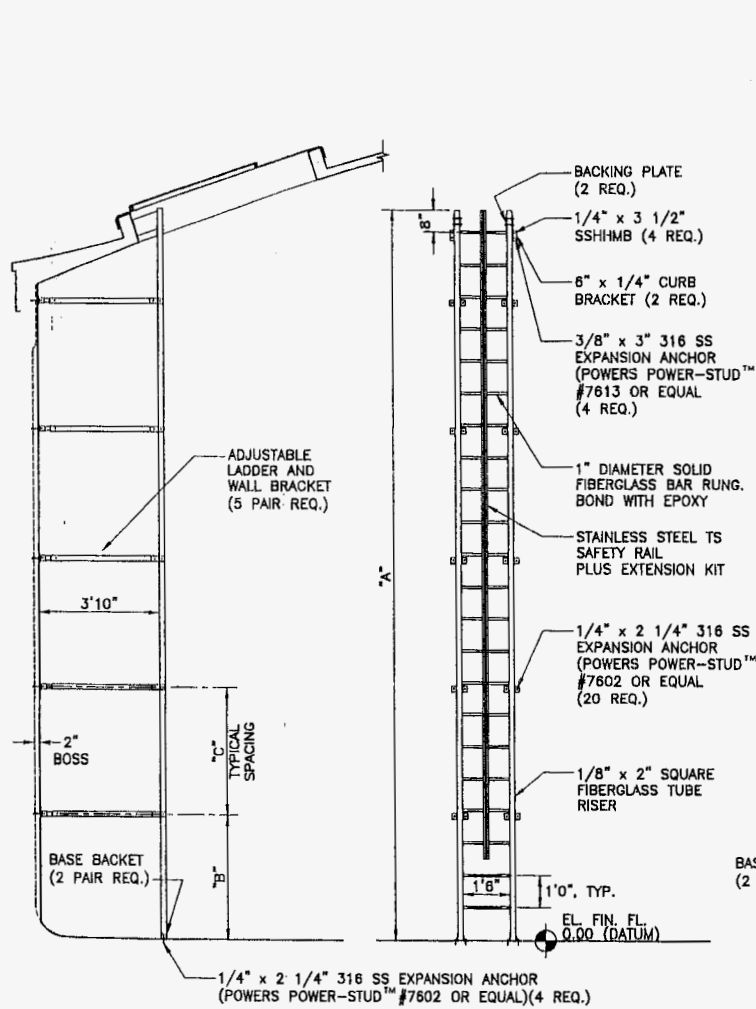 BACKING PLATE
(2 REQ.)
1/4" x 3 1/2"
SSHHMB (4 REQ.)
8"
6" x 1/4" CURB
BRACKET (2 REQ.)
3/8" x 3" 316 SS
EXPANSION ANCHOR
(POWERS POWER-STUD™
#7613 OR EQUAL
(4 REQ.)
ADJUSTABLE
LADDER AND
WALL BRACKET
(5 PAIR REQ.)
1" DIAMETER SOLID
FIBERGLASS BAR RUNG.
BOND WITH EPOXY
STAINLESS STEEL TS
SAFETY RAIL
PLUS EXTENSION KIT
"A"
3'10"
1/4" x 2 1/4" 316 SS
EXPANSION ANCHOR
(POWERS POWER-STUD™
#7602 OR EQUAL
(20 REQ.)
2"
BOSS
"C"
TYPICAL
SPACING
1/8" x 2" SQUARE
FIBERGLASS TUBE
RISER
BASE BACKET
(2 PAIR REQ.)
"B"
1'6"
1'0", TYP.
BAS
(2
EL. FIN. FL.
0.00 (DATUM)
1/4" x 2 1/4" 316 SS EXPANSION ANCHOR
(POWERS POWER-STUD™ #7602 OR EQUAL)(4 REQ.)